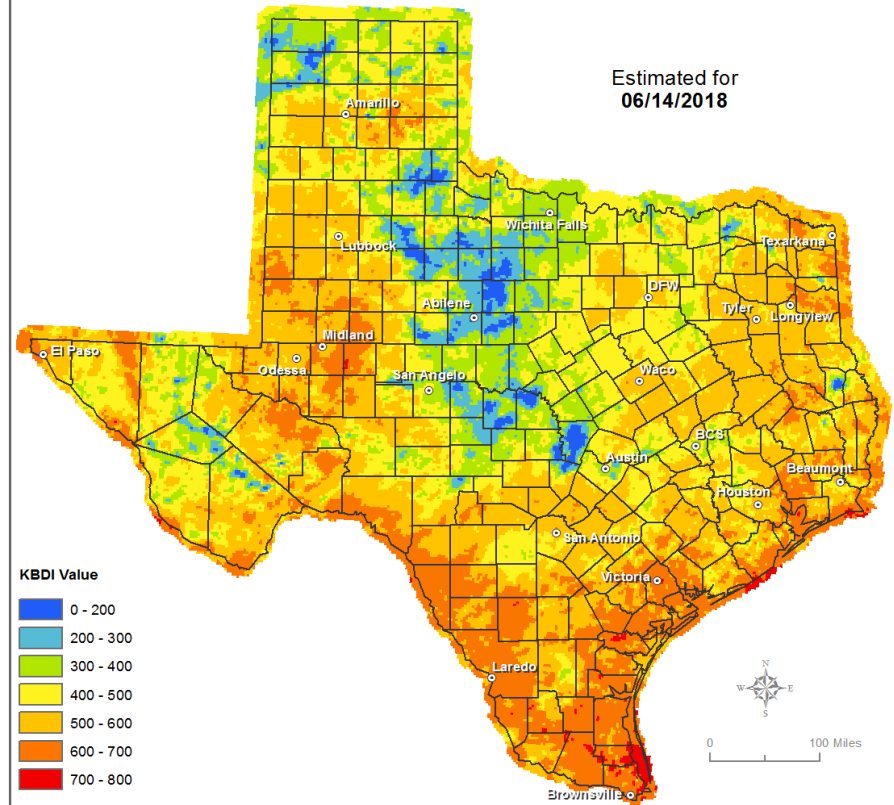 Estimated for
06/14/2018
Amarillo
Wichita Falls
Lubbock
Texarkana
DFW
Abilene
Tyler
Longview
Midland
El Paso
Odessa
San Angelo
Waco
BCS
Austin
Beaumont
Houston
San Antonio
Victoria
Laredo
Brownsville
KBDI Value
0 - 200
200 - 300
300 - 400
400 - 500
500 - 600
600 - 700
700 - 800
N
W E
S
0 100 Miles